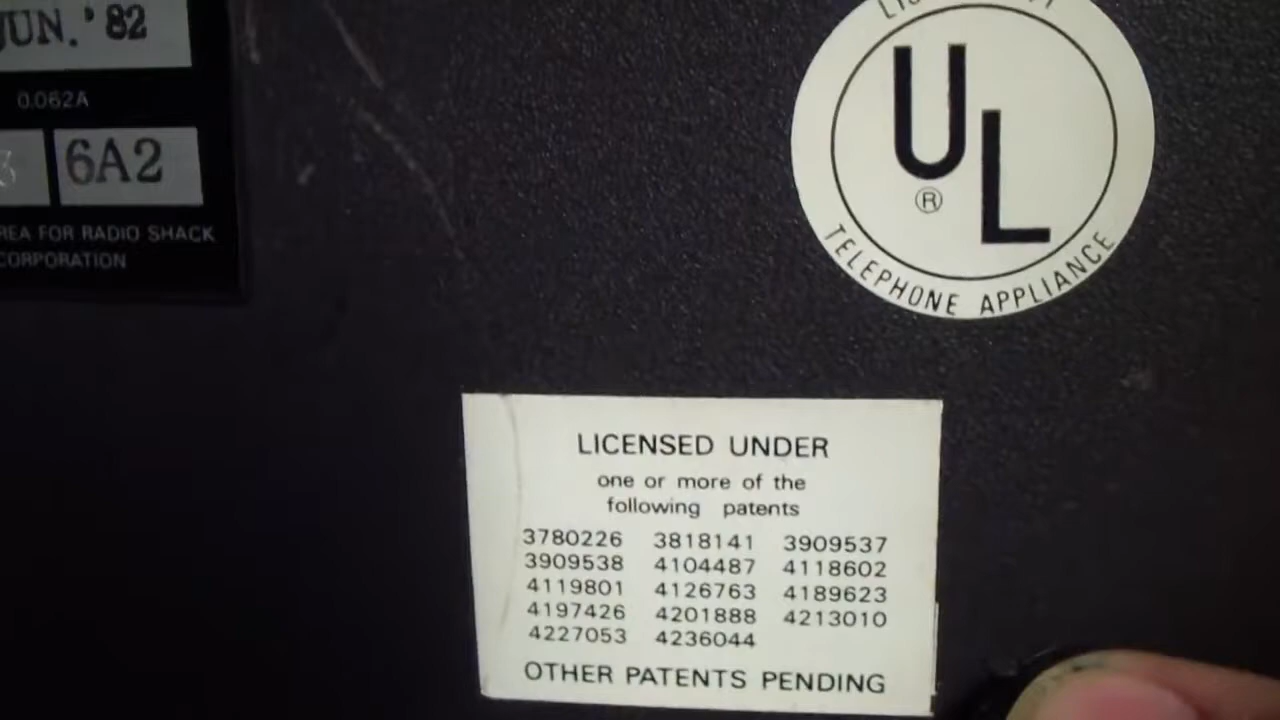 JUN. '82
0.062A
6A2
FOR RADIO SHACK
CORPORATION
UL
®
TELEPHONE APPLIANCE
LICENSED UNDER
one or more of the
following patents
3780226 3818141 3909537
3909538 4104487 4118602
4119801 4126763 4189623
4197426 4201888 4213010
4227053 4236044
OTHER PATENTS PENDING